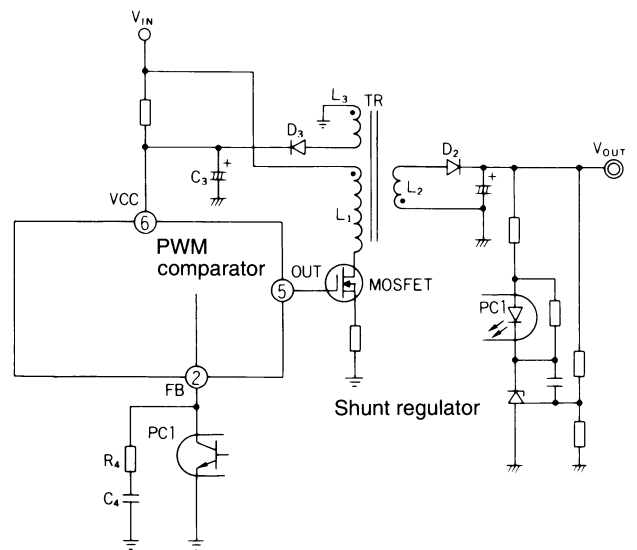 VIN
L3
TR
D3
D2
VOUT
C3
+
+
L2
L1
VCC
6
PWM
comparator
OUT
5
MOSFET
PC1
2
FB
Shunt regulator
PC1
R4
C4